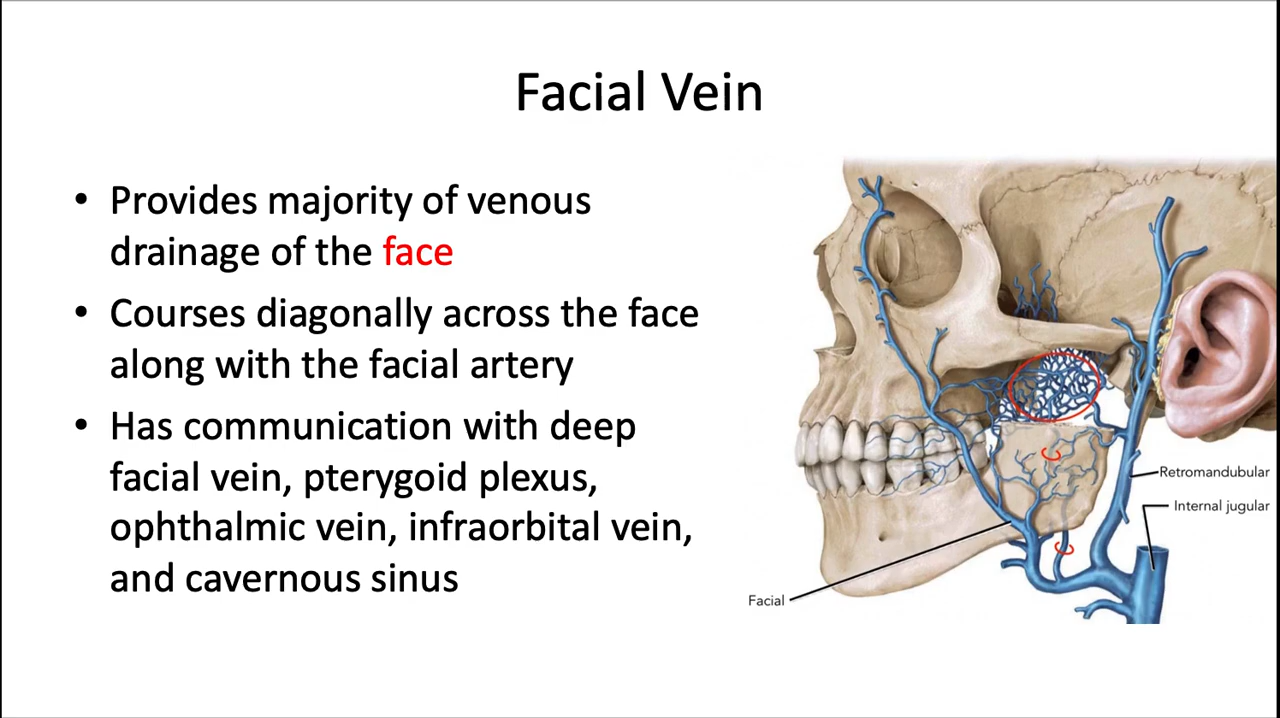 Facial Vein
• Provides majority of venous
drainage of the face
• Courses diagonally across the face
along with the facial artery
• Has communication with deep
facial vein, pterygoid plexus,
ophthalmic vein, infraorbital vein,
and cavernous sinus
Retromandubular
Internal jugular
Facial